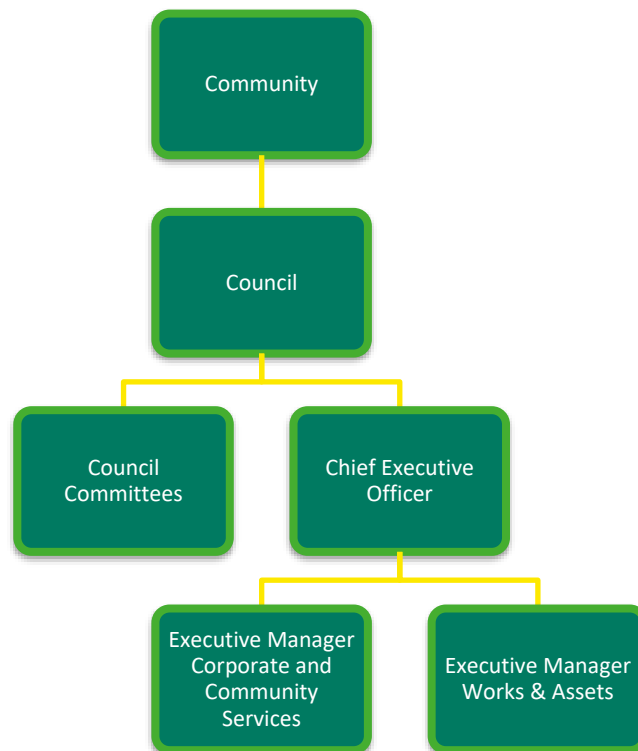 Community
Council
Council
Committees
Chief Executive
Officer
Executive Manager
Corporate and
Community
Services
Executive Manager
Works & Assets